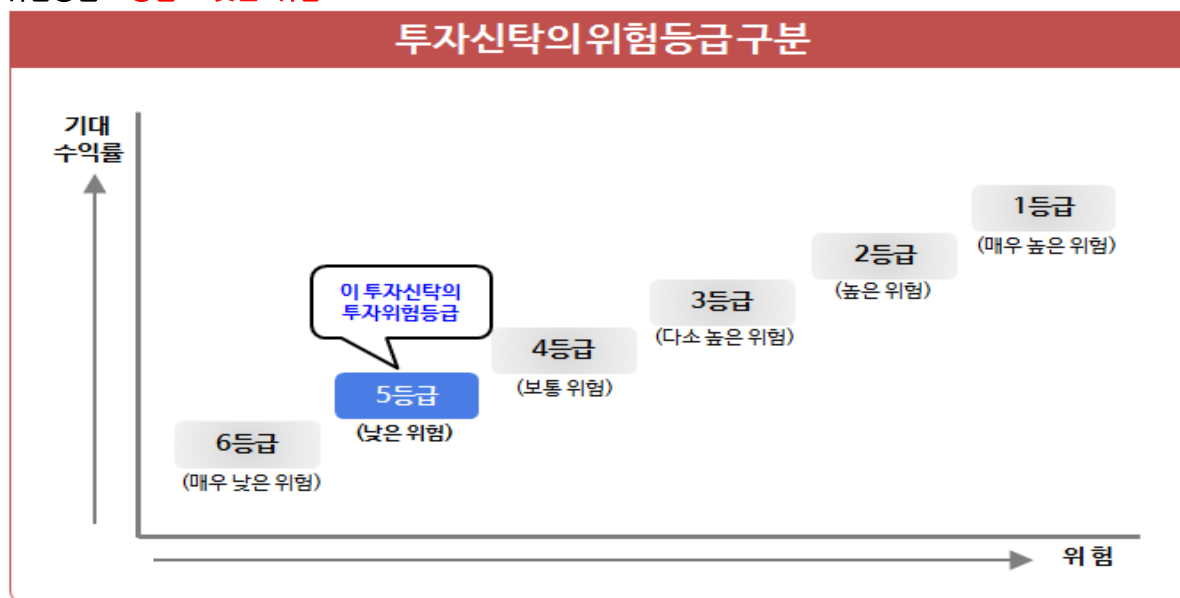 투자신탁의 위험등급 구분
기대
수익률
1등급
(매우 높은 위험)
2등급
(높은 위험)
이 투자신탁의
투자위험등급
3등급
(다소 높은 위험)
4등급
(보통 위험)
5등급
(낮은 위험)
6등급
(매우 낮은 위험)
위 험